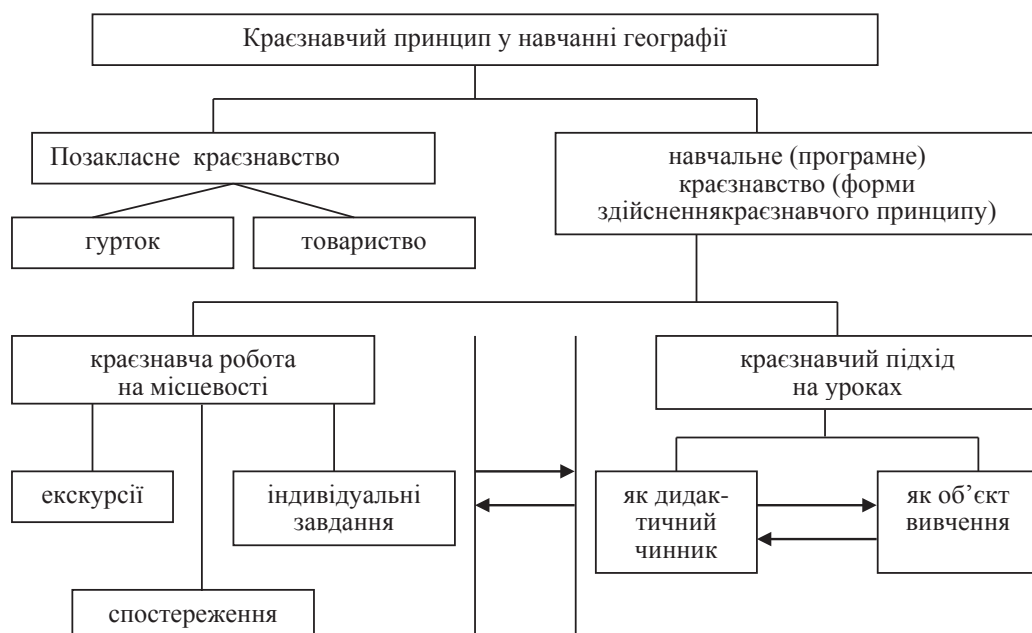 Краєзнавчий принцип у навчанні географії
Позакласне краєзнавство
навчальне (програмне)
краєзнавство (форми
здійсненнякраєзнавчого принципу)
гурток
товариство
краєзнавча робота
на місцевості
краєзнавчий підхід
на уроках
екскурсії
індивідуальні
завдання
як дидак-
тичний
чинник
як об’єкт
вивчення
спостереження